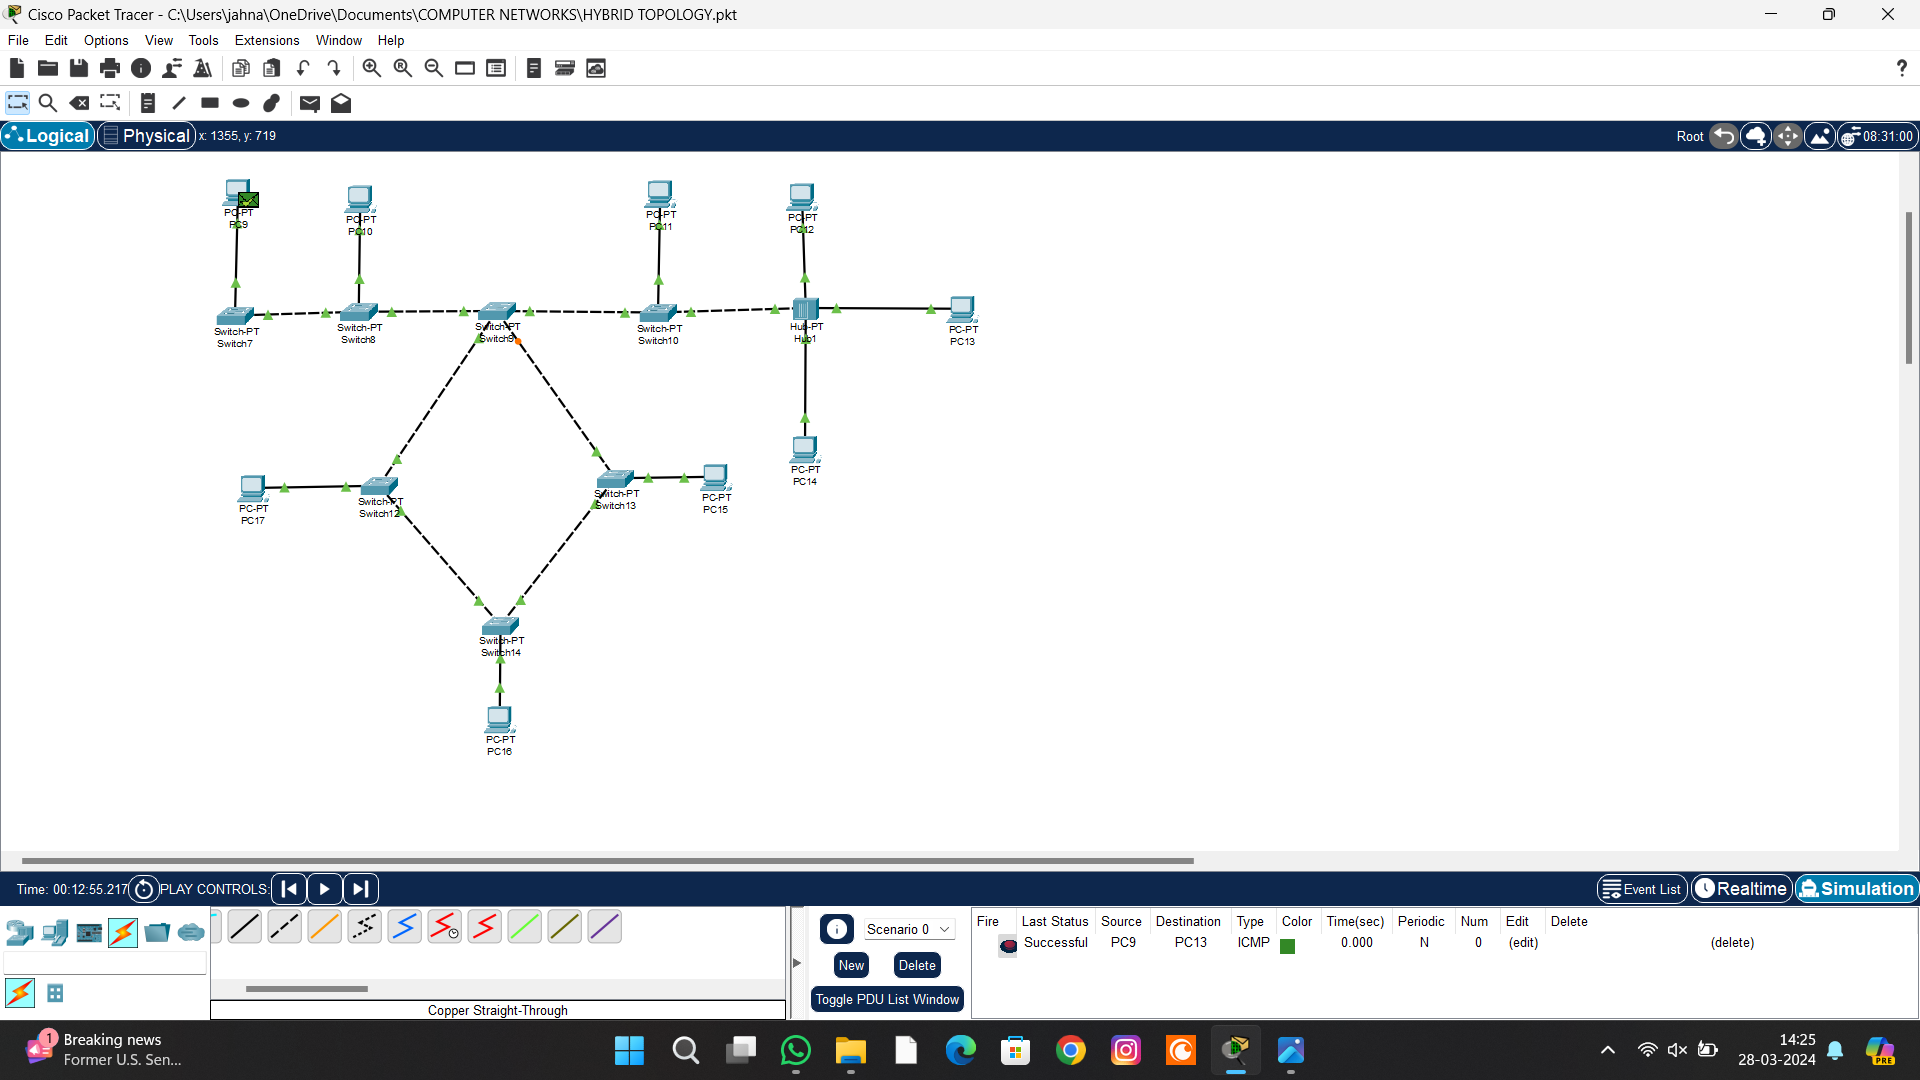 Cisco Packet Tracer - C:\Users\jahna\OneDrive\Documents\COMPUTER NETWORKS\HYBRID TOPOLOGY.pkt
File Edit Options View Tools Extensions Window Help
?
Logical Physical x: 1355, y: 719 Root 08:31:00
PC-PT
PC9
PC-PT
PC10
PC-PT
PC11
PC-PT
PC12
Switch-PT
Switch7
Switch-PT
Switch8
Switch-PT
Switch9
Switch-PT
Switch10
Hub-PT
Hub1
PC-PT
PC13
PC-PT
PC14
PC-PT
PC17
Switch-PT
Switch12
Switch-PT
Switch13
PC-PT
PC15
Switch-PT
Switch14
PC-PT
PC16
Time: 00:12:55.217 PLAY CONTROLS: Event List Realtime Simulation
Scenario 0
New Delete
Toggle PDU List Window
Fire Last Status Source Destination Type Color Time(sec) Periodic Num Edit Delete
Successful PC9 PC13 ICMP 0.000 N 0 (edit) (delete)
Copper Straight-Through
1
Breaking news
Former U.S. Sen...
14:25
28-03-2024
PRE